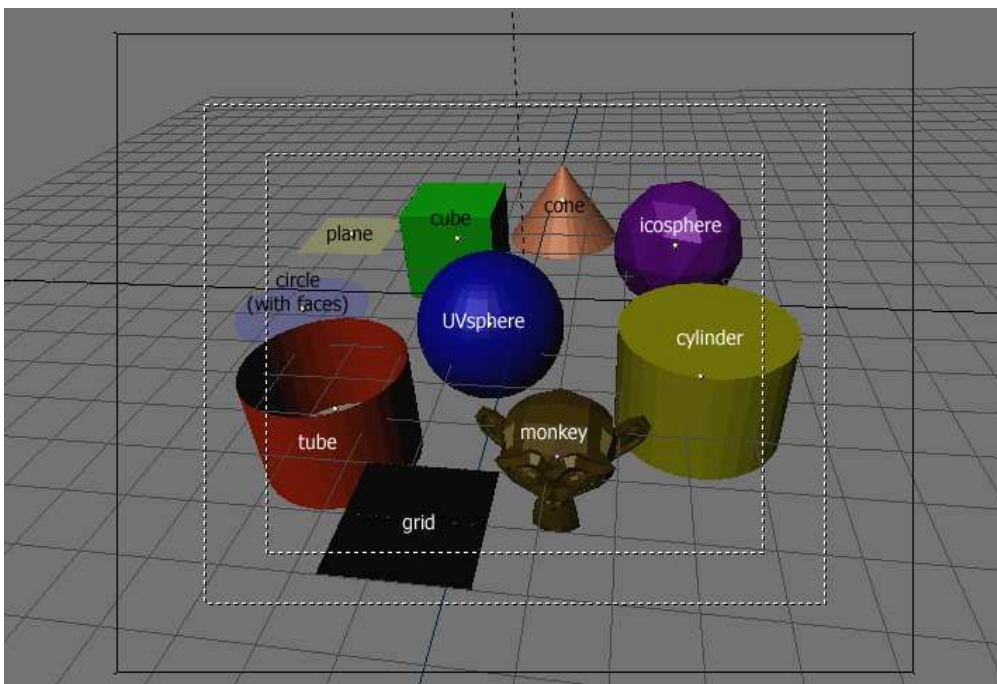 cube
cone
icosphere
plane
circle
(with faces)
UVsphere
cylinder
tube
monkey
grid